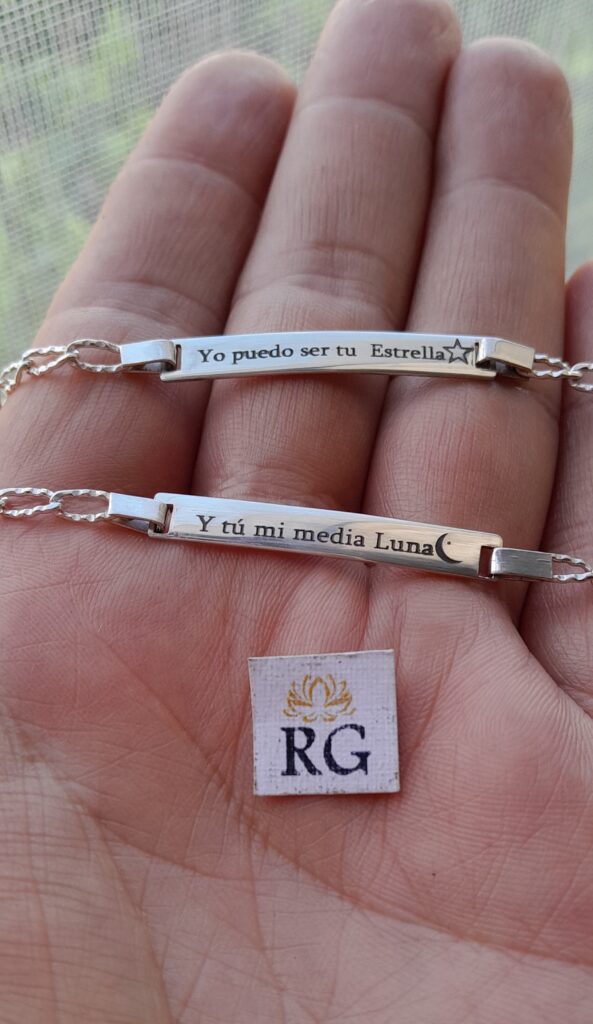 Yo puedo ser tu Estrella
Y tú mi media Luna
RG